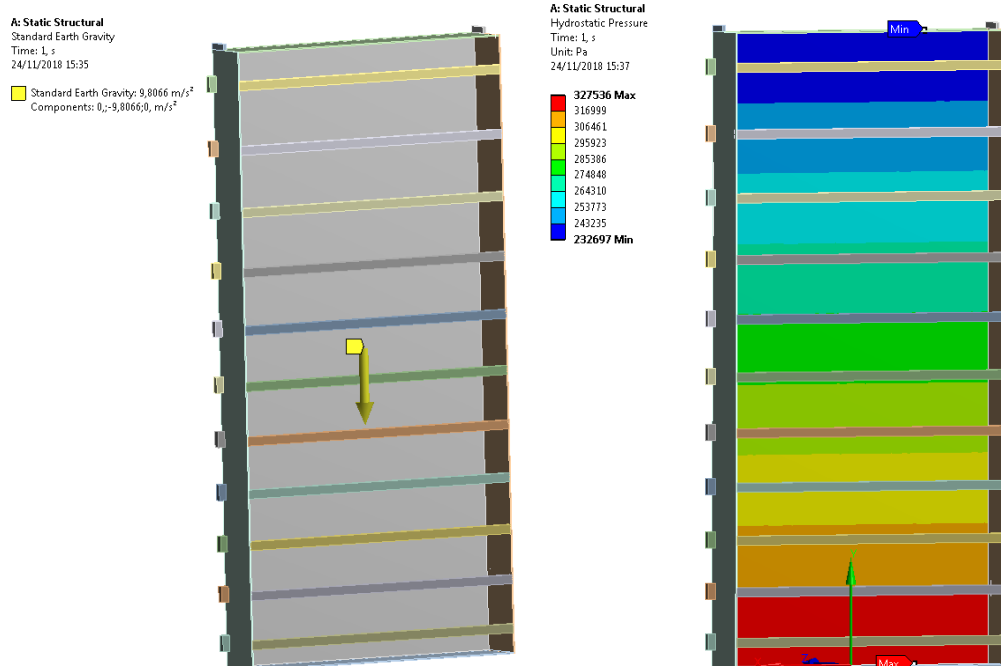 A: Static Structural
Standard Earth Gravity
Time: 1, s
24/11/2018 15:35
Standard Earth Gravity: 9,8066 m/s²
Components: 0,;-9,8066;0, m/s²
A: Static Structural
Hydrostatic Pressure
Time: 1, s
Unit: Pa
24/11/2018 15:37
327536 Max
316999
306461
295923
285386
274848
264310
253773
243235
232697 Min
Min
Max